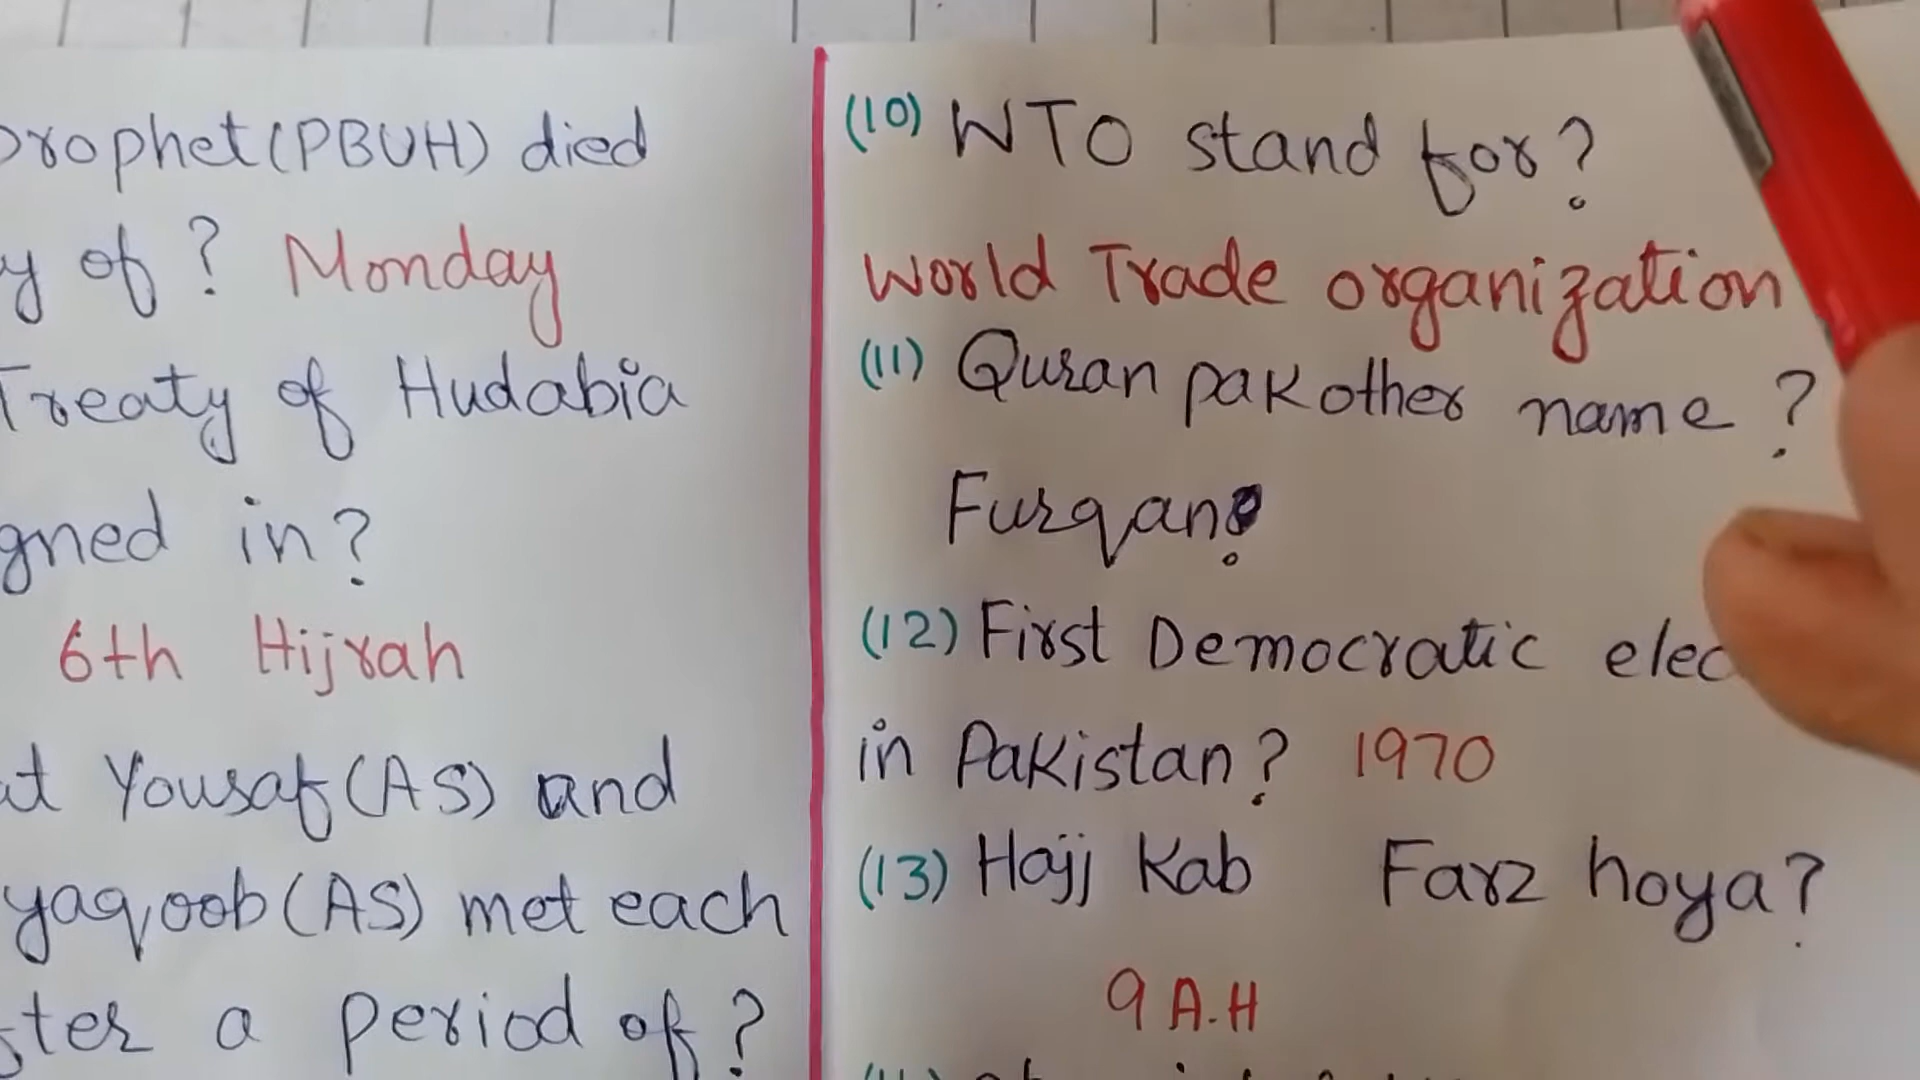 Prophet(PBUH) died
y of? Monday
Treaty of Hudabia
gned in?
6th Hijrah
at Yousaf(AS) and
yaqoob(AS) met each
ter a period of?
(10) WTO stand for?
World Trade organization
(11) Quran pak other name?
Furqan?
(12) First Democratic elec
in Pakistan? 1970
(13) Hajj Kab Farz hoya?
9 A.H